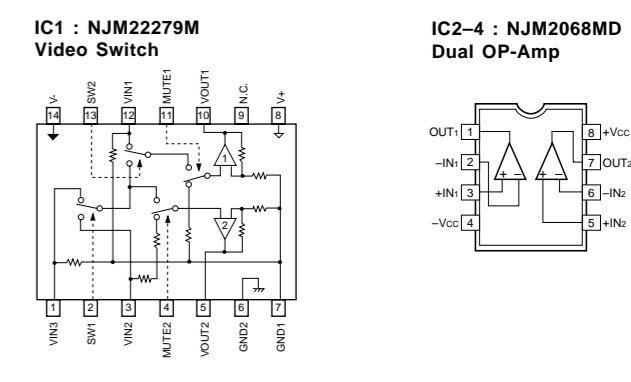 IC1 : NJM22279M
Video Switch
V-
SW2
VIN1
MUTE1
VOUT1
N.C.
V+
14
13
12
11
10
9
8
1
2
1
2
3
4
5
6
7
VIN3
SW1
VIN2
MUTE2
VOUT2
GND2
GND1
IC2–4 : NJM2068MD
Dual OP-Amp
OUT1 1
8 +VCC
–IN1 2
7 OUT2
+IN1 3
6 –IN2
–VCC 4
5 +IN2
+ –
+ –